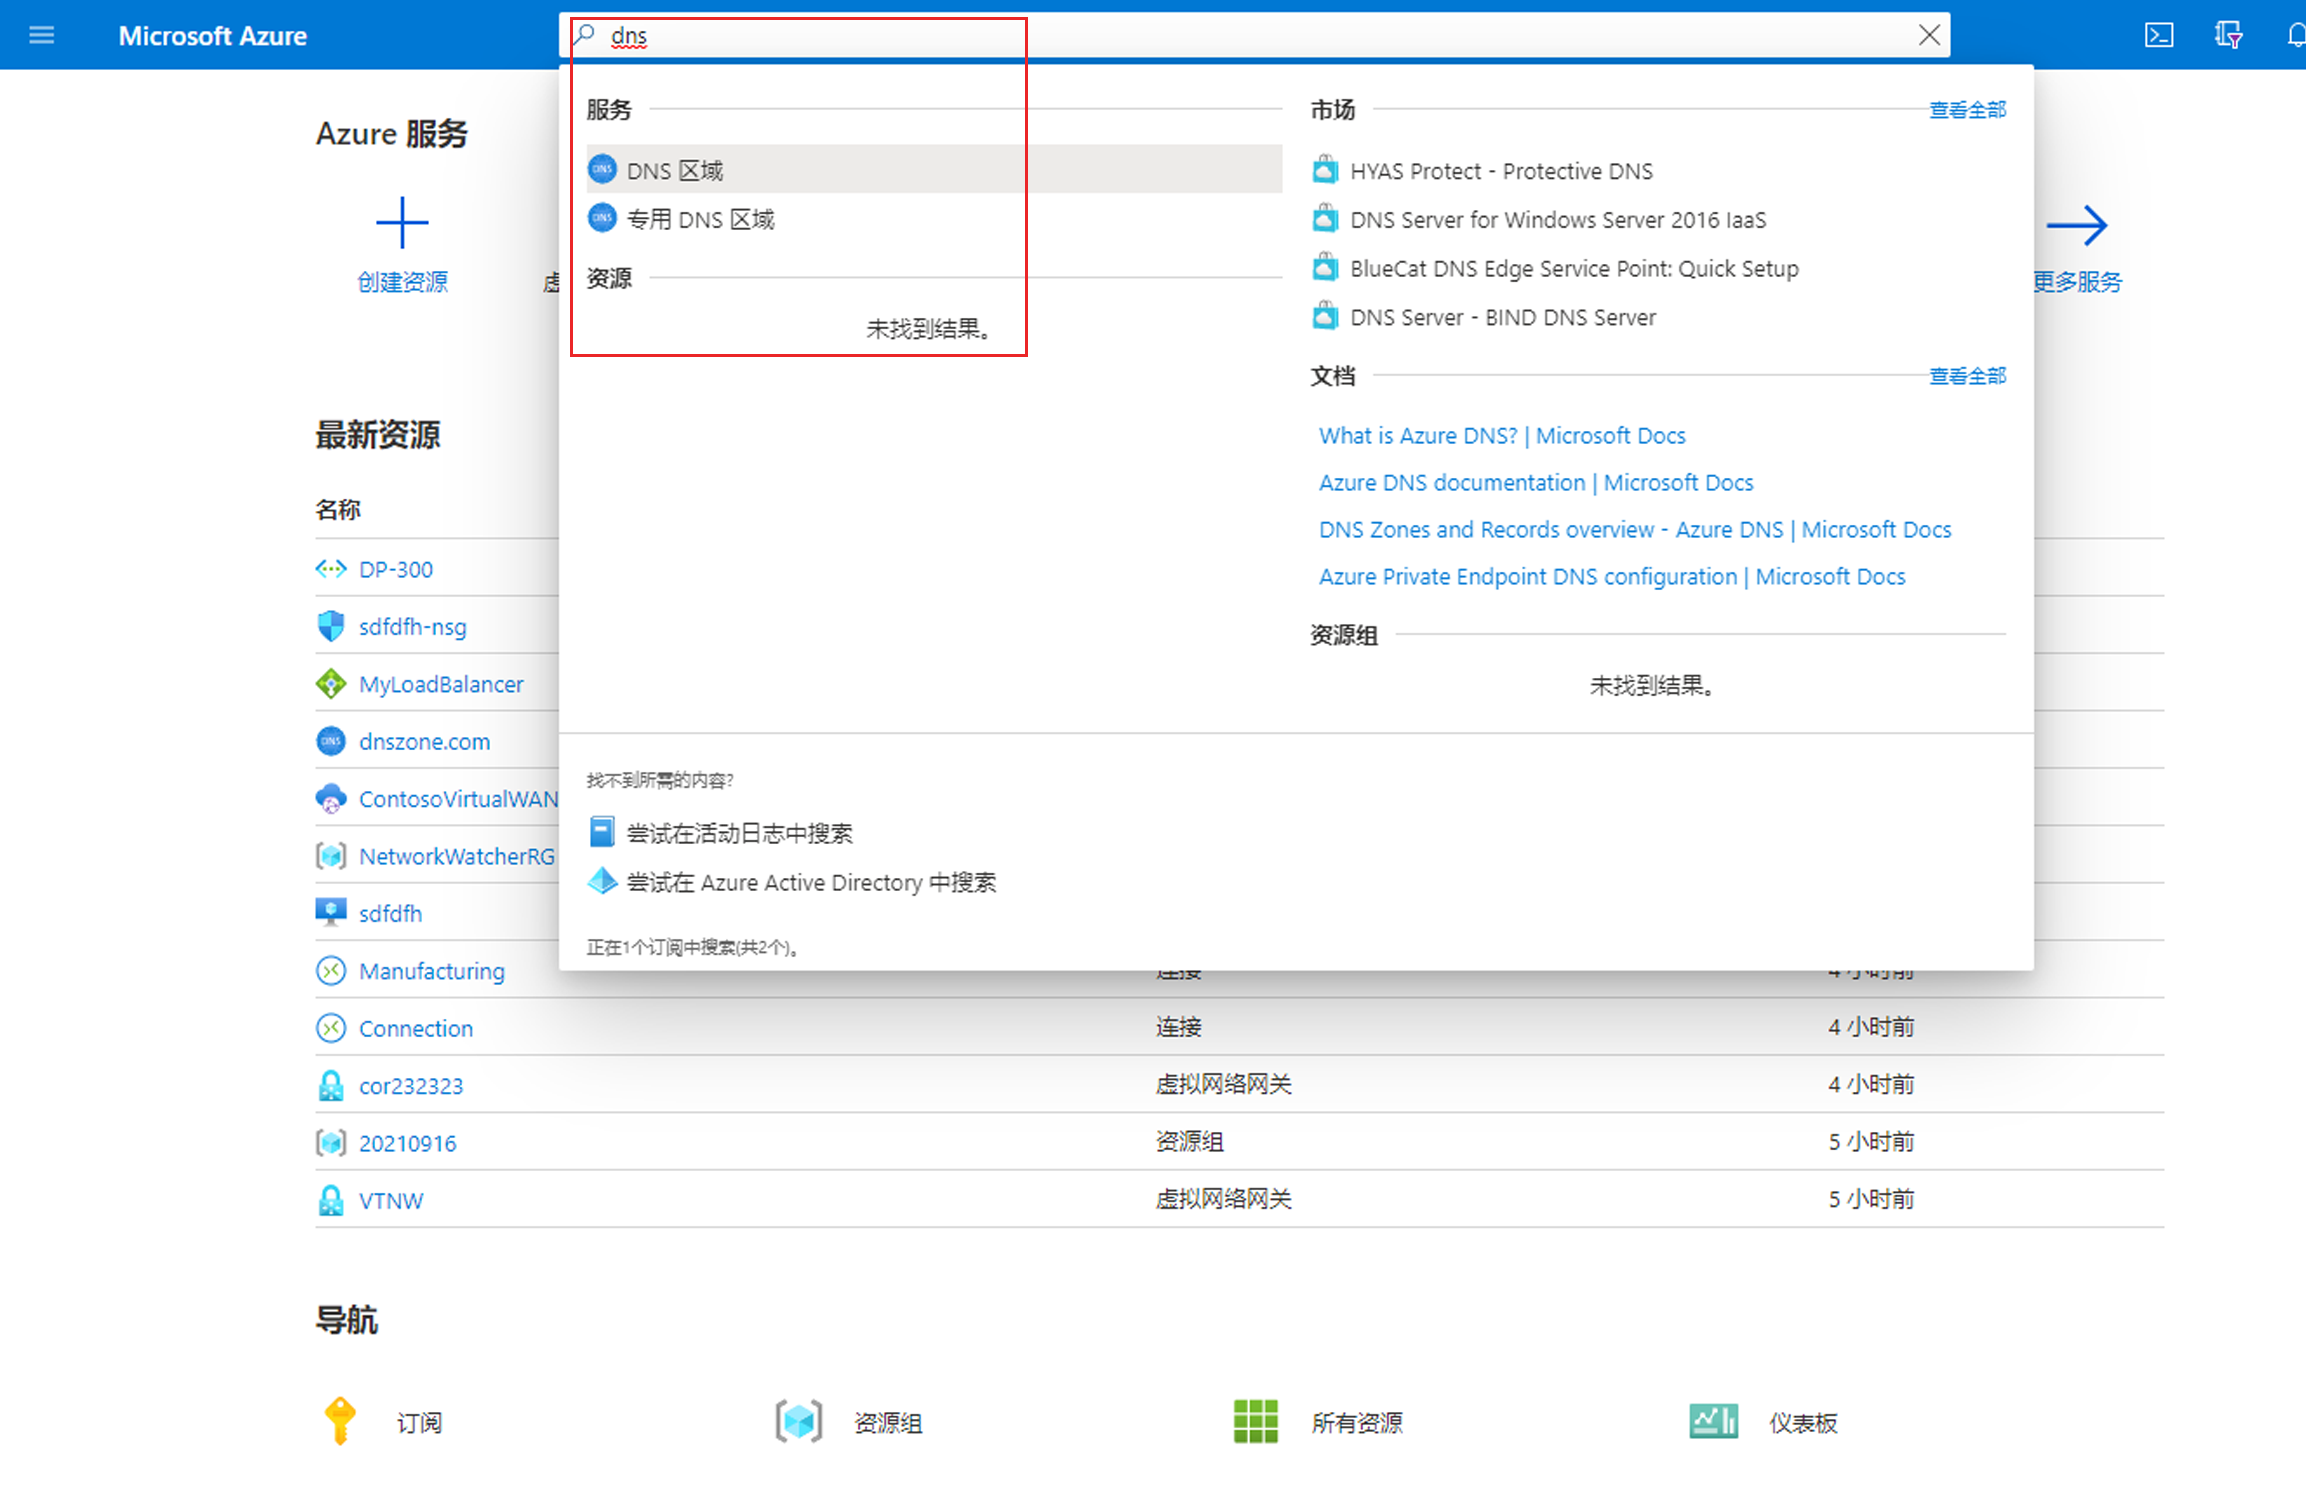 Microsoft Azure
dns
Azure 服务
创建资源
虚
更多服务
服务
DNS 区域
专用 DNS 区域
资源
未找到结果。
市场
查看全部
HYAS Protect - Protective DNS
DNS Server for Windows Server 2016 IaaS
BlueCat DNS Edge Service Point: Quick Setup
DNS Server - BIND DNS Server
文档
查看全部
What is Azure DNS? | Microsoft Docs
Azure DNS documentation | Microsoft Docs
DNS Zones and Records overview - Azure DNS | Microsoft Docs
Azure Private Endpoint DNS configuration | Microsoft Docs
资源组
未找到结果。
找不到所需的内容?
尝试在活动日志中搜索
尝试在 Azure Active Directory 中搜索
正在1个订阅中搜索(共2个)。
最新资源
名称
DP-300
sdfdfh-nsg
MyLoadBalancer
dnszone.com
ContosoVirtualWAN
NetworkWatcherRG
sdfdfh
Manufacturing 连接 4 小时前
Connection 连接 4 小时前
cor232323 虚拟网络网关 4 小时前
20210916 资源组 5 小时前
VTNW 虚拟网络网关 5 小时前
导航
订阅 资源组 所有资源 仪表板